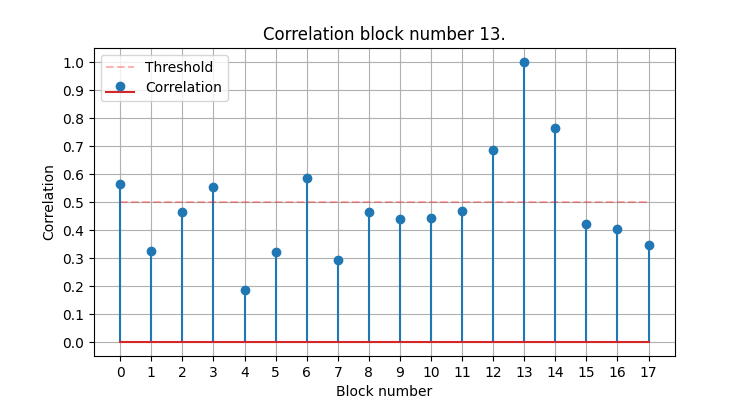 Correlation block number 13.
Threshold
Correlation
1.0
0.9
0.8
0.7
0.6
0.5
0.4
0.3
0.2
0.1
0.0
Correlation
0 1 2 3 4 5 6 7 8 9 10 11 12 13 14 15 16 17
Block number